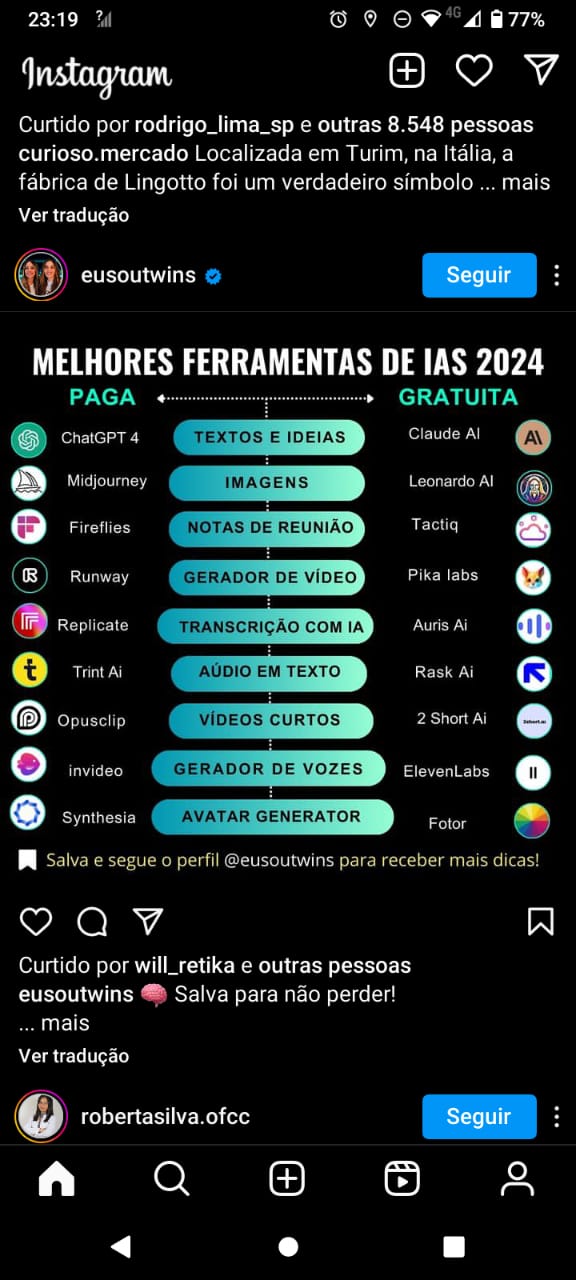 23:19
4G
77%
Instagram
Curtido por rodrigo_lima_sp e outras 8.548 pessoas
curioso.mercado Localizada em Turim, na Itália, a
fábrica de Lingotto foi um verdadeiro símbolo ... mais
Ver tradução
eusoutwins
Seguir
MELHORES FERRAMENTAS DE IAS 2024
PAGA
GRATUITA
ChatGPT 4
TEXTOS E IDEIAS
Claude AI
Midjourney
IMAGENS
Leonardo AI
Fireflies
NOTAS DE REUNIÃO
Tactiq
Runway
GERADOR DE VÍDEO
Pika labs
Replicate
TRANSCRIÇÃO COM IA
Auris Ai
Trint Ai
AÚDIO EM TEXTO
Rask Ai
Opusclip
VÍDEOS CURTOS
2 Short Ai
2short.ai
invideo
GERADOR DE VOZES
ElevenLabs
Synthesia
AVATAR GENERATOR
Fotor
Salva e segue o perfil @eusoutwins para receber mais dicas!
Curtido por will_retika e outras pessoas
eusoutwins 🧠 Salva para não perder!
... mais
Ver tradução
robertasilva.ofcc
Seguir